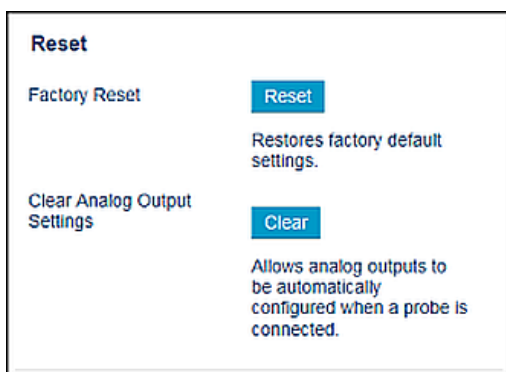 Reset
Factory Reset
Reset
Restores factory default
settings.
Clear Analog Output
Settings
Clear
Allows analog outputs to
be automatically
configured when a probe is
connected.